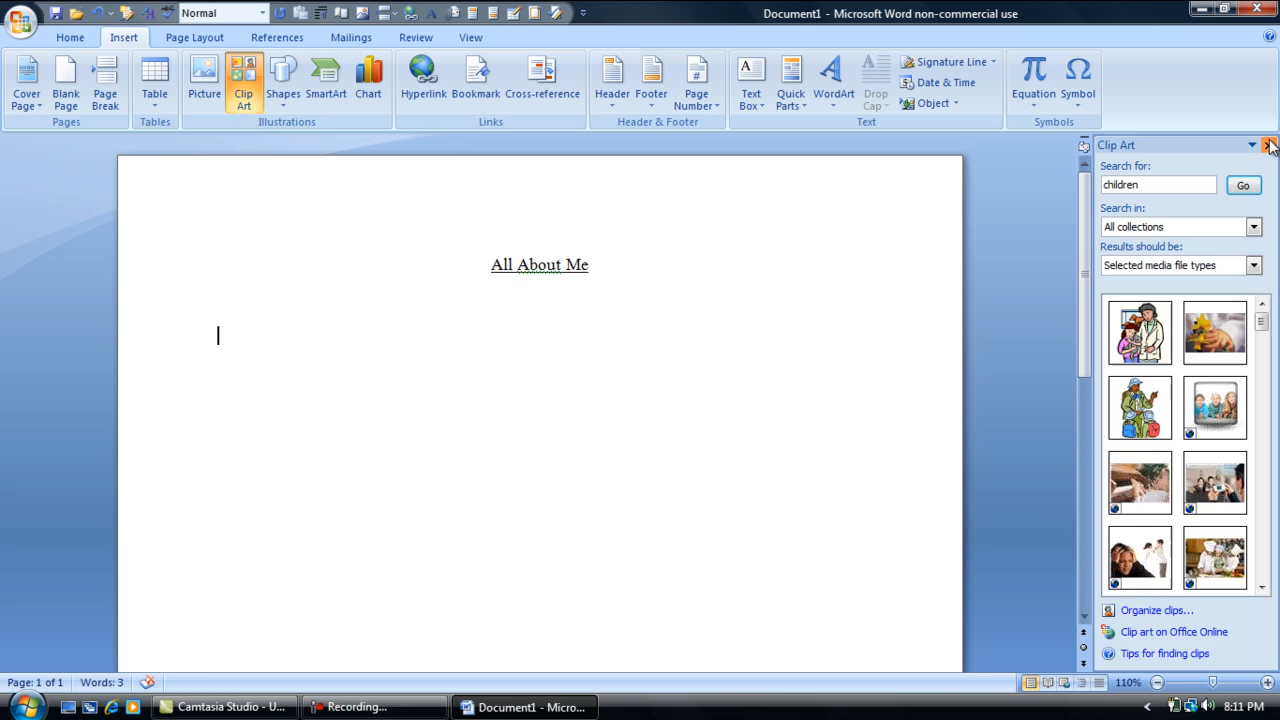 Normal
Document1 - Microsoft Word non-commercial use
Home Insert Page Layout References Mailings Review View
Cover Page
Blank Page
Page Break
Table
Picture
Clip Art
Shapes
SmartArt
Chart
Hyperlink
Bookmark
Cross-reference
Header
Footer
Page Number
Text Box
Quick Parts
WordArt
Drop Cap
Signature Line
Date & Time
Object
Equation
Symbol
Pages Tables Illustrations Links Header & Footer Text Symbols
All About Me
Clip Art
Search for:
children Go
Search in:
All collections
Results should be:
Selected media file types
Organize clips...
Clip art on Office Online
Tips for finding clips
Page: 1 of 1 Words: 3 110%
Camtasia Studio - U... Recording... Document1 - Micro... 8:11 PM